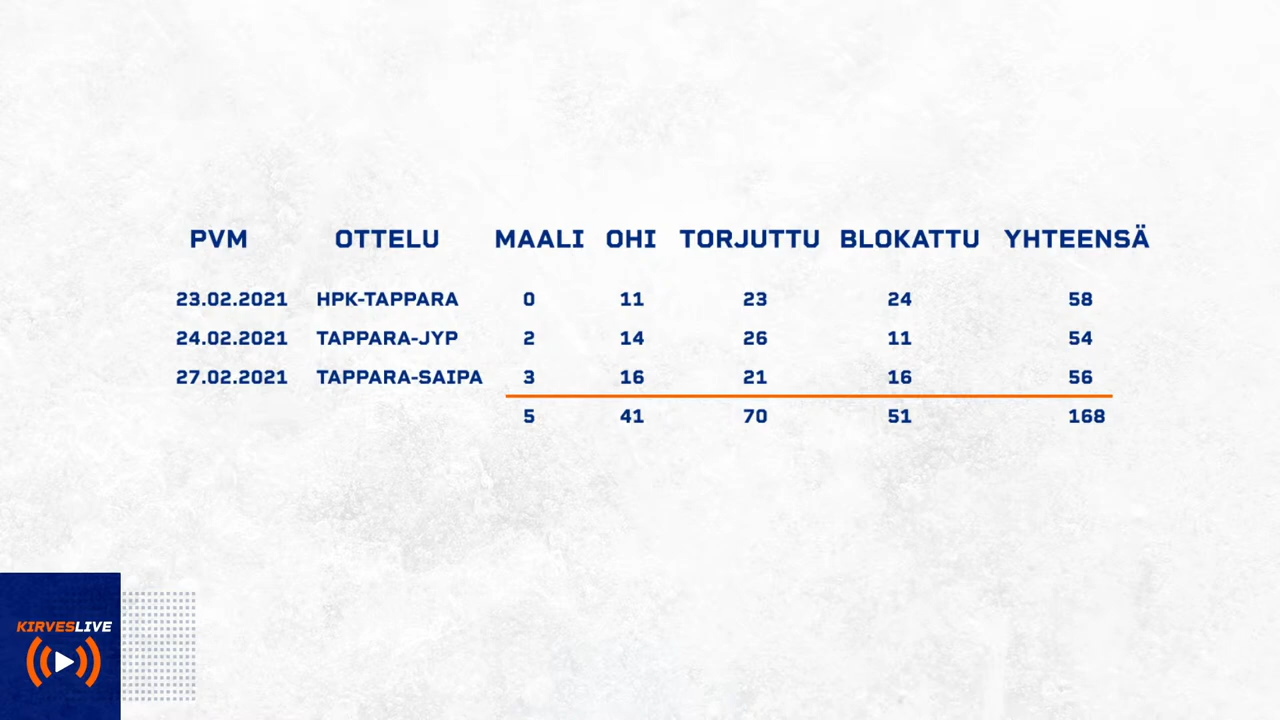 PVM OTTELU MAALI OHI TORJUTTU BLOKATTU YHTEENSÄ
23.02.2021 HPK-TAPPARA 0 11 23 24 58
24.02.2021 TAPPARA-JYP 2 14 26 11 54
27.02.2021 TAPPARA-SAIPA 3 16 21 16 56
5 41 70 51 168
KIRVESLIVE